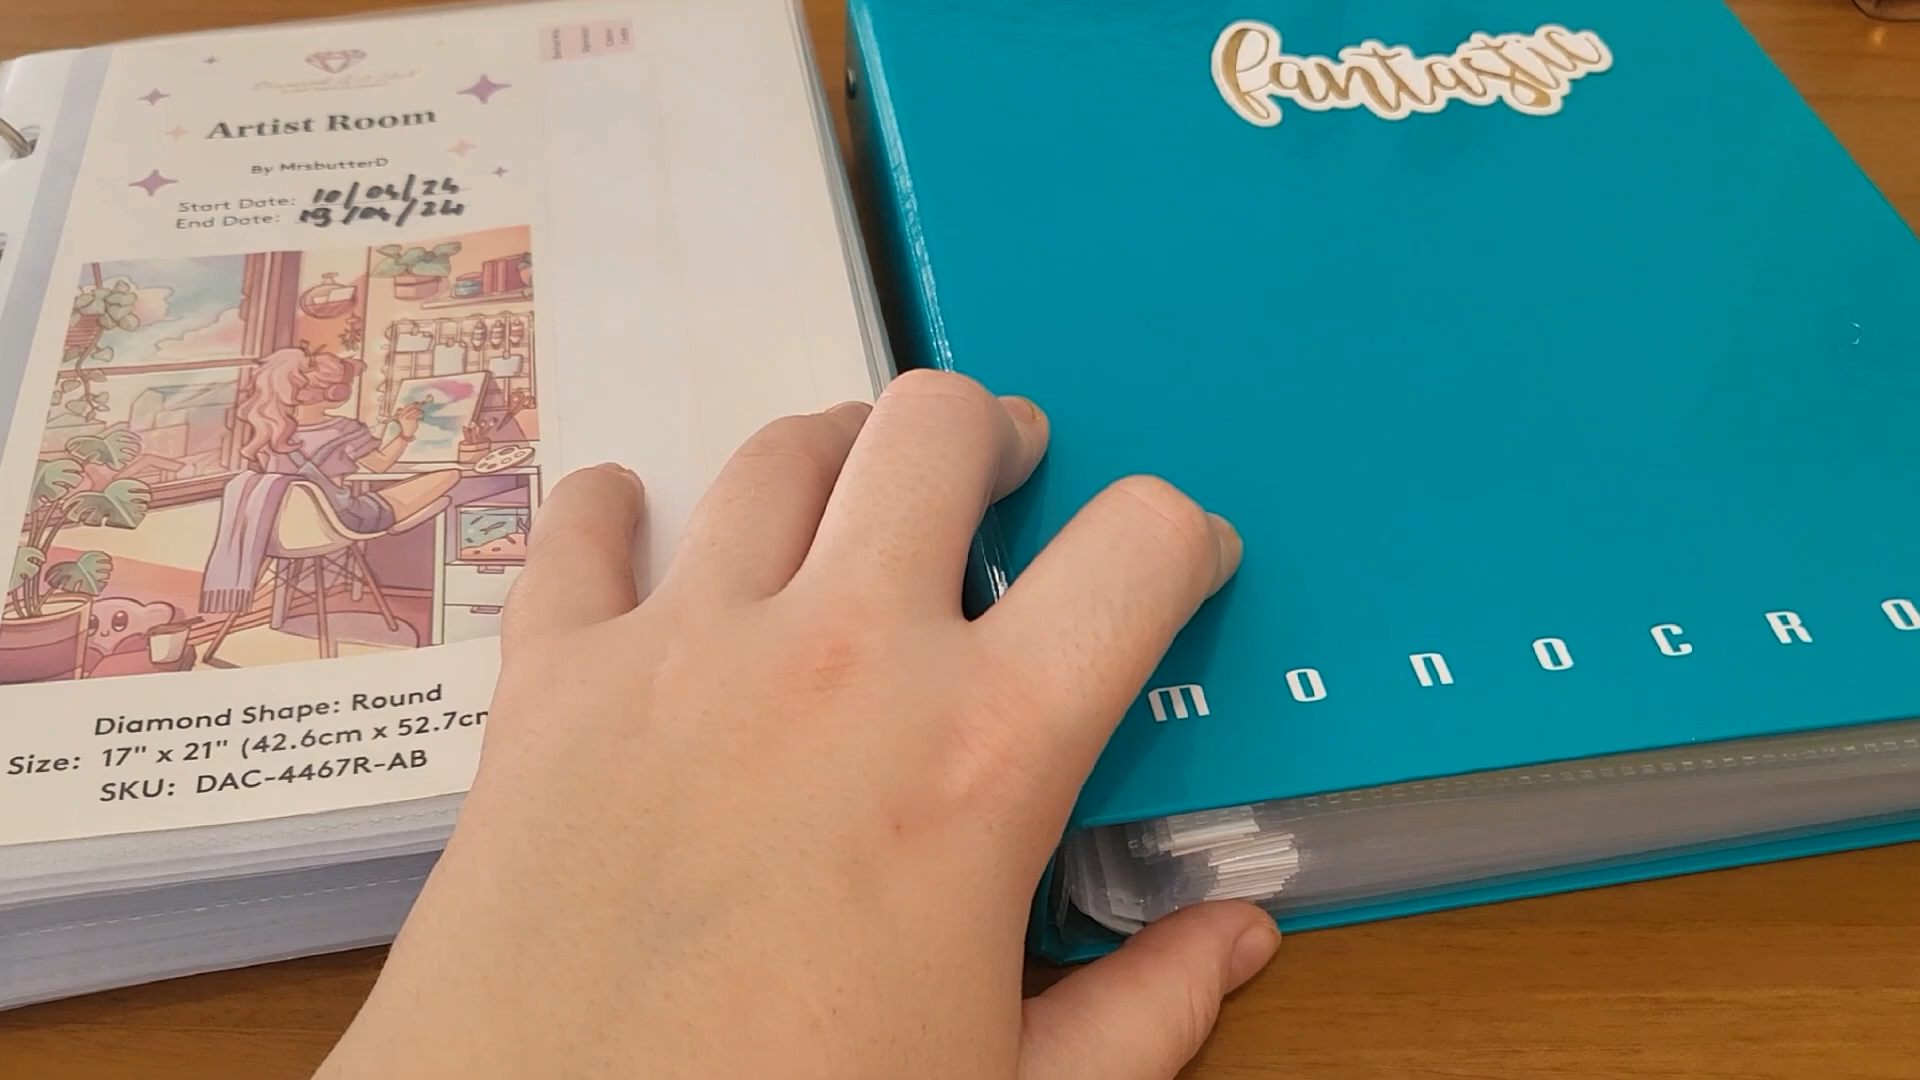 Artist Room
By MrsbutterD
Start Date: 10/04/24
End Date: 19/04/24
Diamond Shape: Round
Size: 17" x 21" (42.6cm x 52.7cm
SKU: DAC-4467R-AB
fantastic
MONOCRO